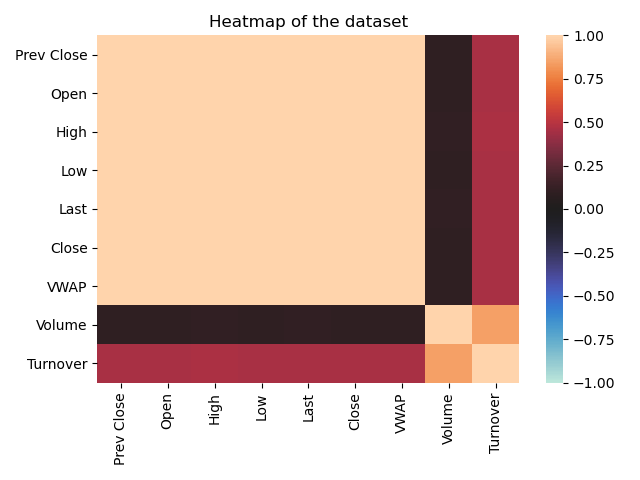 Heatmap of the dataset
Prev Close
Open
High
Low
Last
Close
VWAP
Volume
Turnover
Prev Close
Open
High
Low
Last
Close
VWAP
Volume
Turnover
1.00
0.75
0.50
0.25
0.00
−0.25
−0.50
−0.75
−1.00